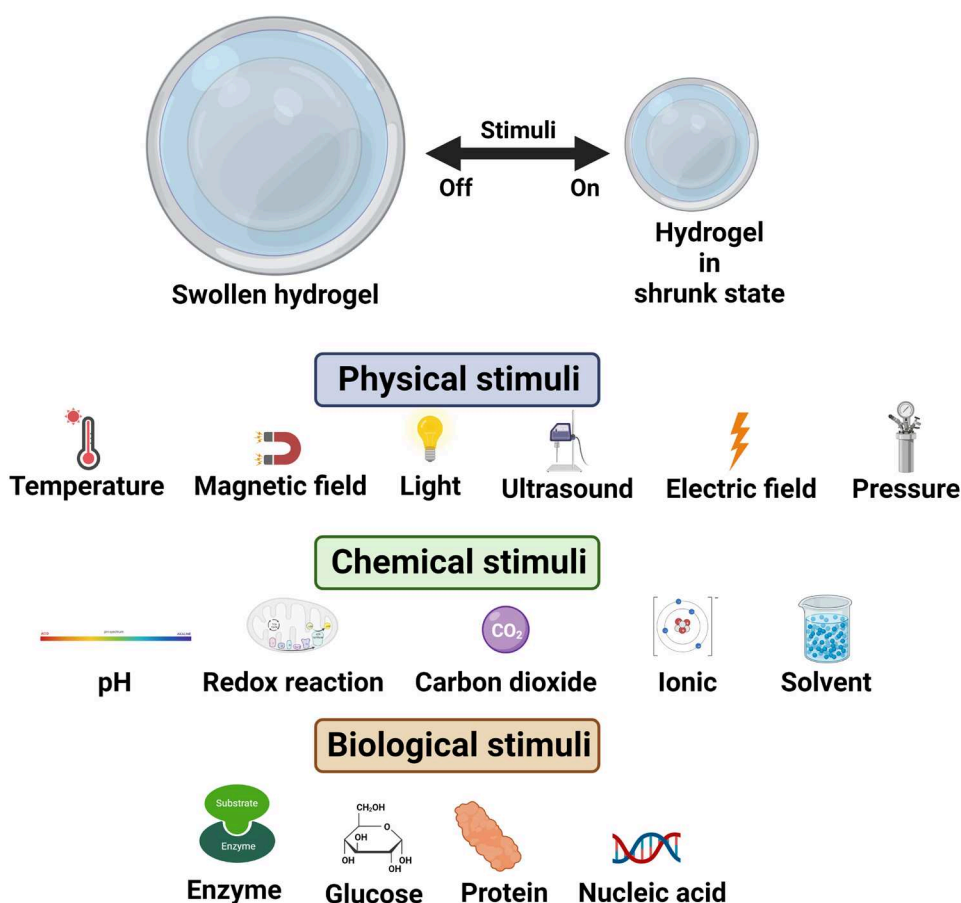 Stimuli
Off On
Swollen hydrogel
Hydrogel
in
shrunk state
Physical stimuli
Temperature Magnetic field Light Ultrasound Electric field Pressure
Chemical stimuli
CO₂
pH Redox reaction Carbon dioxide Ionic Solvent
Biological stimuli
Substrate
Enzyme
CH₂OH
O
OH
OH OH
OH
Enzyme Glucose Protein Nucleic acid